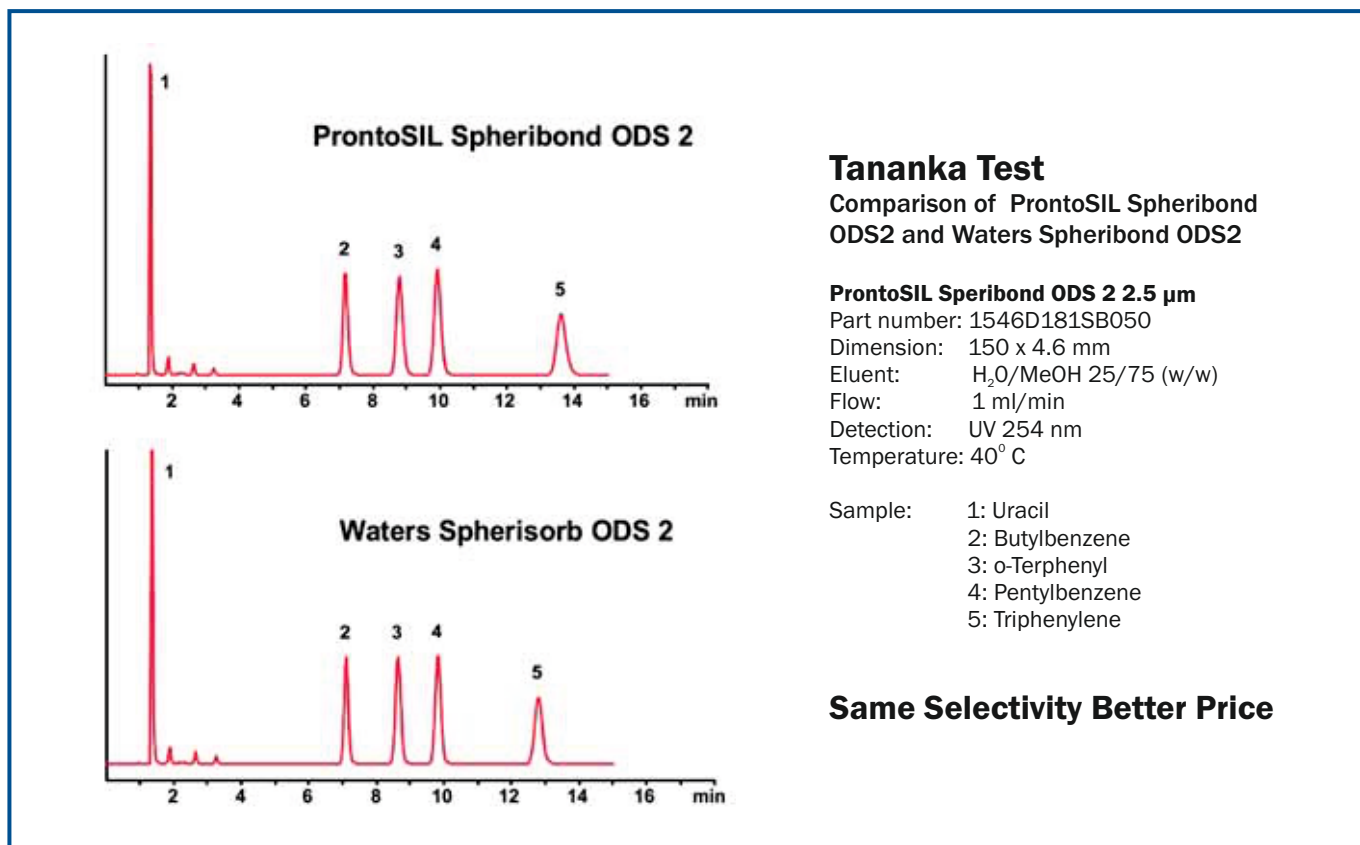 1
ProntoSIL Spheribond ODS 2
2
3
4
5
2 4 6 8 10 12 14 16 min
1
Waters Spherisorb ODS 2
2 3 4
5
2 4 6 8 10 12 14 16 min
Tananka Test
Comparison of ProntoSIL Spheribond
ODS2 and Waters Spheribond ODS2
ProntoSIL Speribond ODS 2 2.5 µm
Part number: 1546D181SB050
Dimension: 150 x 4.6 mm
Eluent: H₂O/MeOH 25/75 (w/w)
Flow: 1 ml/min
Detection: UV 254 nm
Temperature: 40⁰ C
Sample: 1: Uracil
2: Butylbenzene
3: o-Terphenyl
4: Pentylbenzene
5: Triphenylene
Same Selectivity Better Price